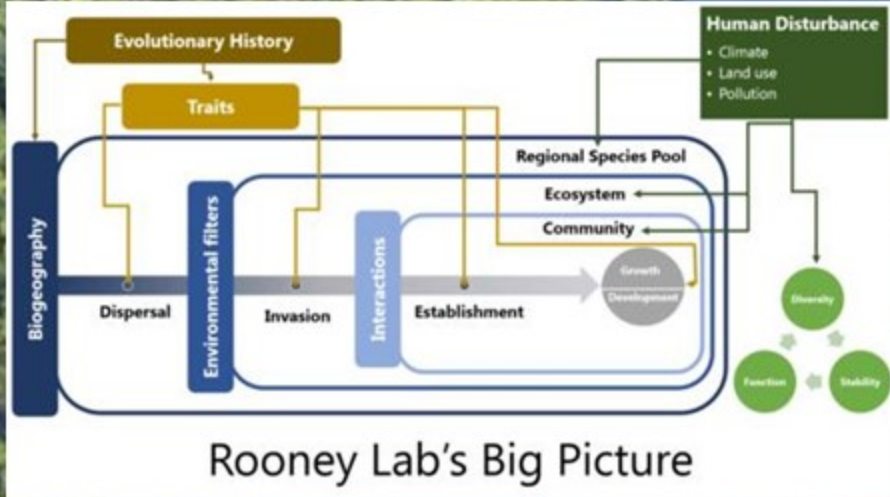 Evolutionary History
Traits
Human Disturbance
• Climate
• Land use
• Pollution
Regional Species Pool
Ecosystem
Community
Biogeography
Environmental filters
Interactions
Dispersal
Invasion
Establishment
Growth
Development
Diversity
Function
Stability
Rooney Lab's Big Picture